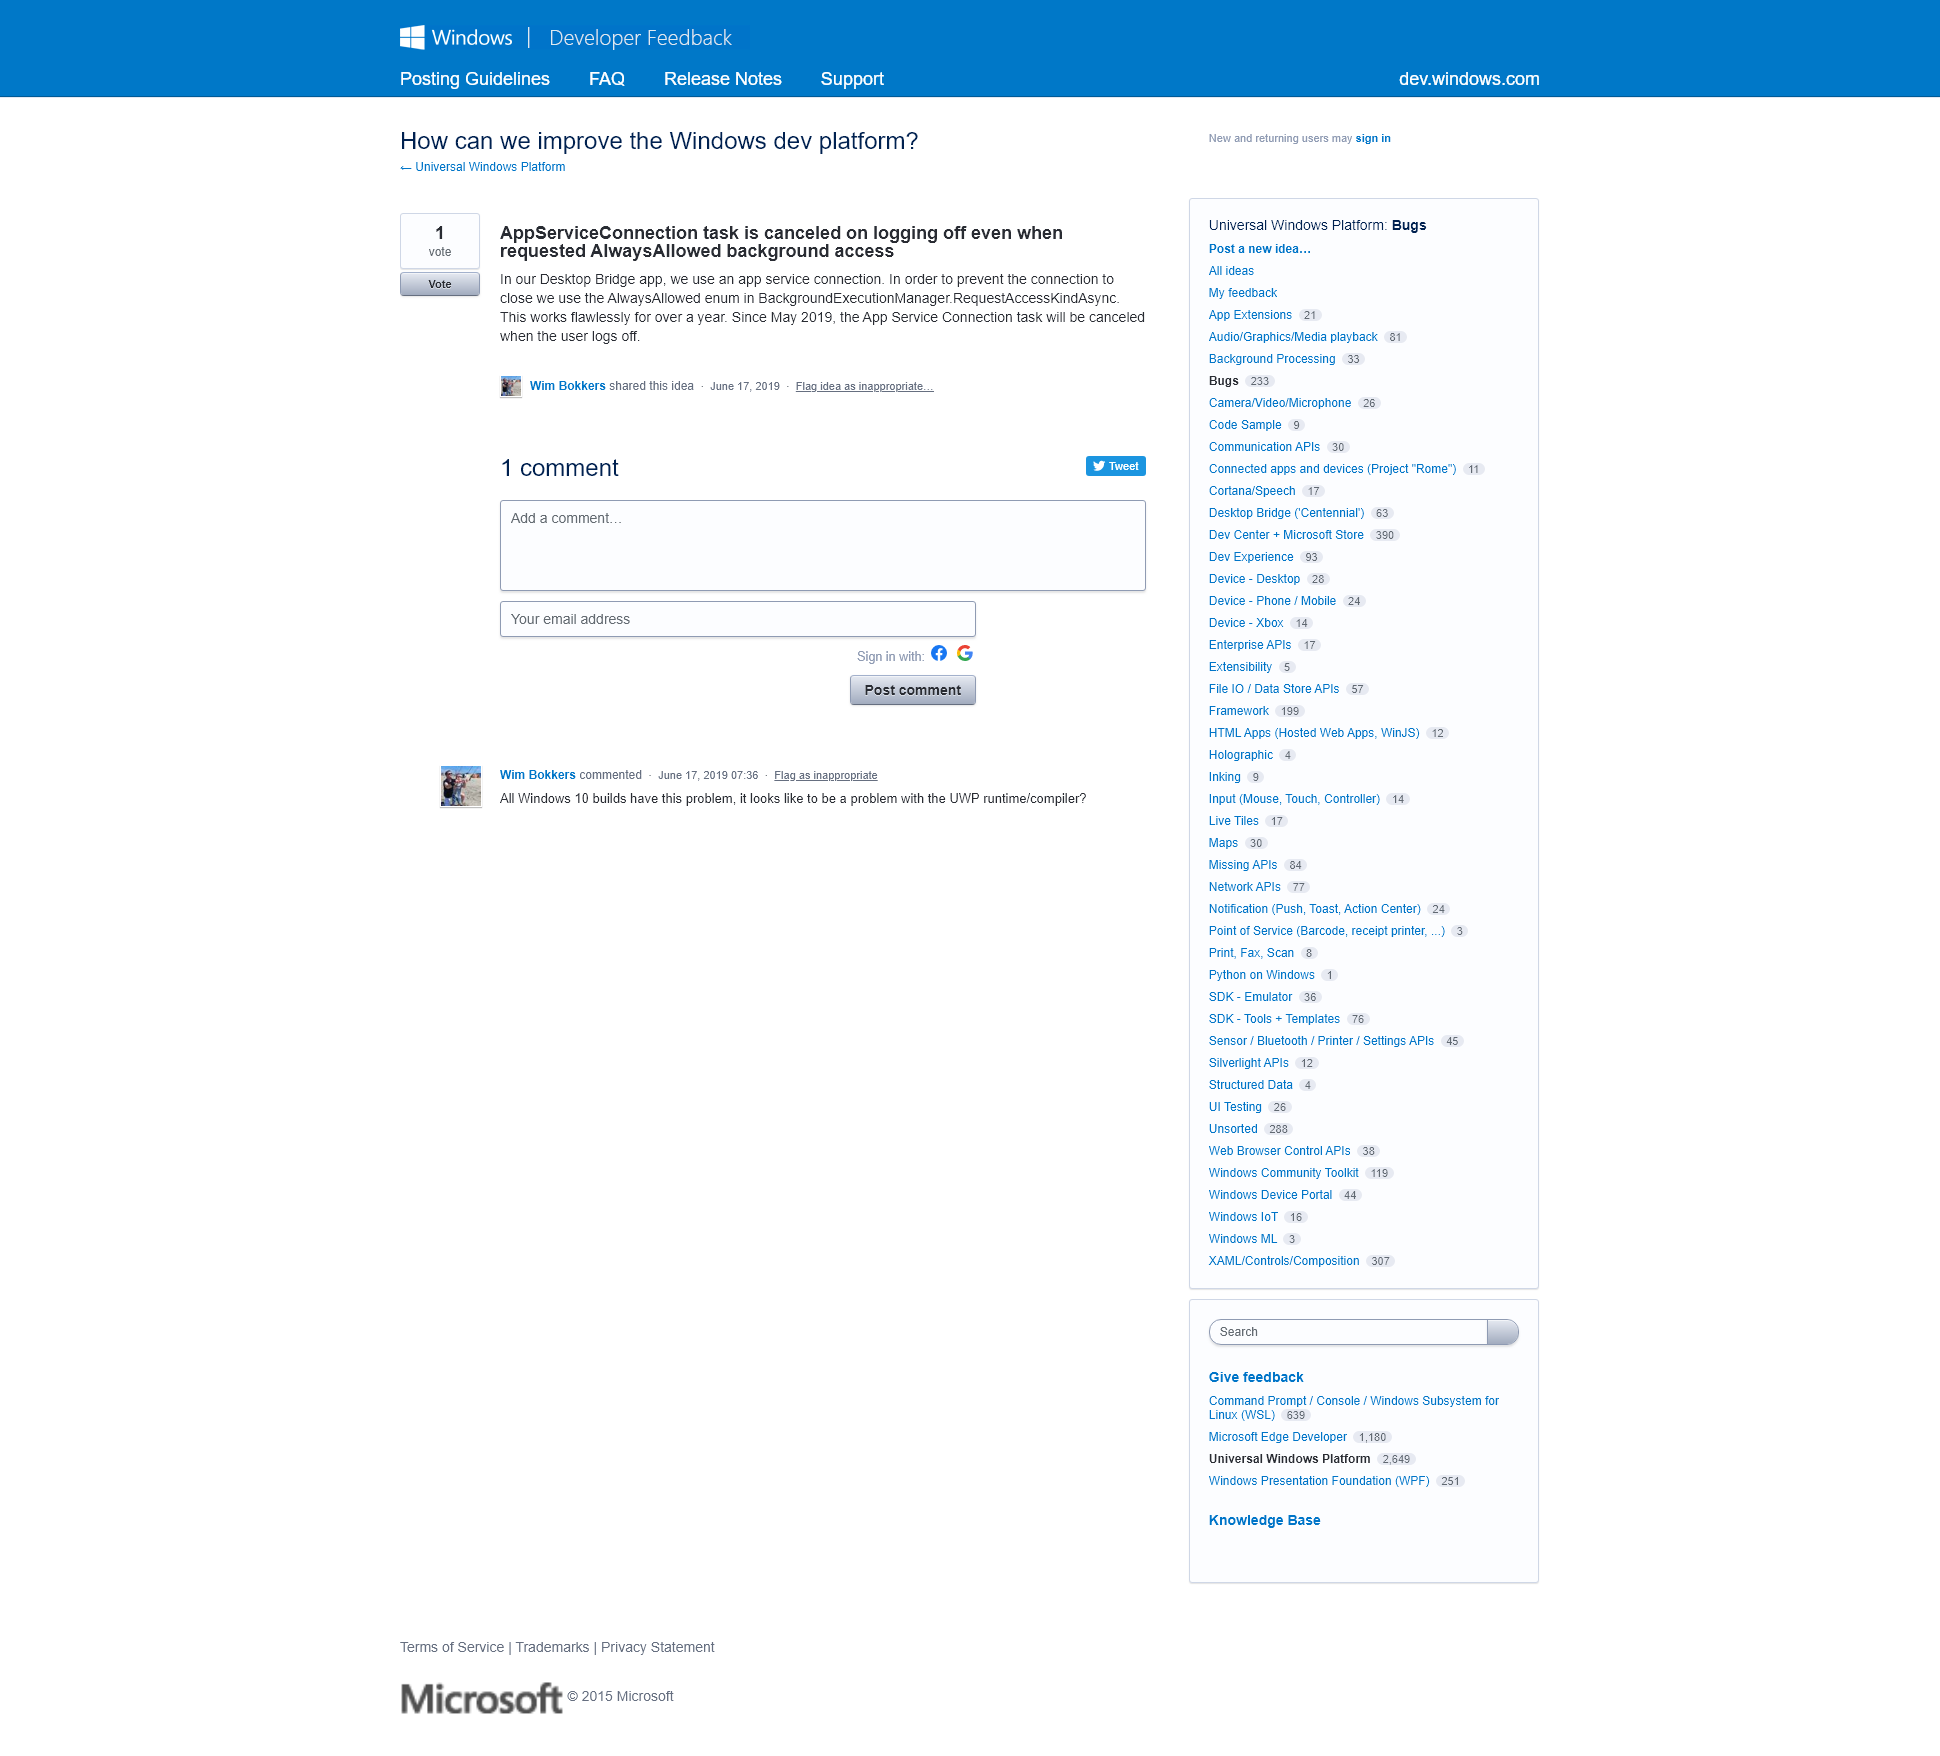 Windows | Developer Feedback
Posting Guidelines FAQ Release Notes Support dev.windows.com
How can we improve the Windows dev platform?
← Universal Windows Platform
New and returning users may sign in
1
vote
Vote
AppServiceConnection task is canceled on logging off even when
requested AlwaysAllowed background access
In our Desktop Bridge app, we use an app service connection. In order to prevent the connection to
close we use the AlwaysAllowed enum in BackgroundExecutionManager.RequestAccessKindAsync.
This works flawlessly for over a year. Since May 2019, the App Service Connection task will be canceled
when the user logs off.
Wim Bokkers shared this idea · June 17, 2019 · Flag idea as inappropriate…
1 comment
Tweet
Add a comment…
Your email address
Sign in with:
Post comment
Wim Bokkers commented · June 17, 2019 07:36 · Flag as inappropriate
All Windows 10 builds have this problem, it looks like to be a problem with the UWP runtime/compiler?
Universal Windows Platform: Bugs
Post a new idea…
All ideas
My feedback
App Extensions 21
Audio/Graphics/Media playback 81
Background Processing 33
Bugs 233
Camera/Video/Microphone 26
Code Sample 9
Communication APIs 30
Connected apps and devices (Project "Rome") 11
Cortana/Speech 17
Desktop Bridge ('Centennial') 63
Dev Center + Microsoft Store 390
Dev Experience 93
Device - Desktop 28
Device - Phone / Mobile 24
Device - Xbox 14
Enterprise APIs 17
Extensibility 5
File IO / Data Store APIs 57
Framework 199
HTML Apps (Hosted Web Apps, WinJS) 12
Holographic 4
Inking 9
Input (Mouse, Touch, Controller) 14
Live Tiles 17
Maps 30
Missing APIs 84
Network APIs 77
Notification (Push, Toast, Action Center) 24
Point of Service (Barcode, receipt printer, ...) 3
Print, Fax, Scan 8
Python on Windows 1
SDK - Emulator 36
SDK - Tools + Templates 76
Sensor / Bluetooth / Printer / Settings APIs 45
Silverlight APIs 12
Structured Data 4
UI Testing 26
Unsorted 288
Web Browser Control APIs 38
Windows Community Toolkit 119
Windows Device Portal 44
Windows IoT 16
Windows ML 3
XAML/Controls/Composition 307
Search
Give feedback
Command Prompt / Console / Windows Subsystem for
Linux (WSL) 639
Microsoft Edge Developer 1,180
Universal Windows Platform 2,649
Windows Presentation Foundation (WPF) 251
Knowledge Base
Terms of Service | Trademarks | Privacy Statement
Microsoft © 2015 Microsoft